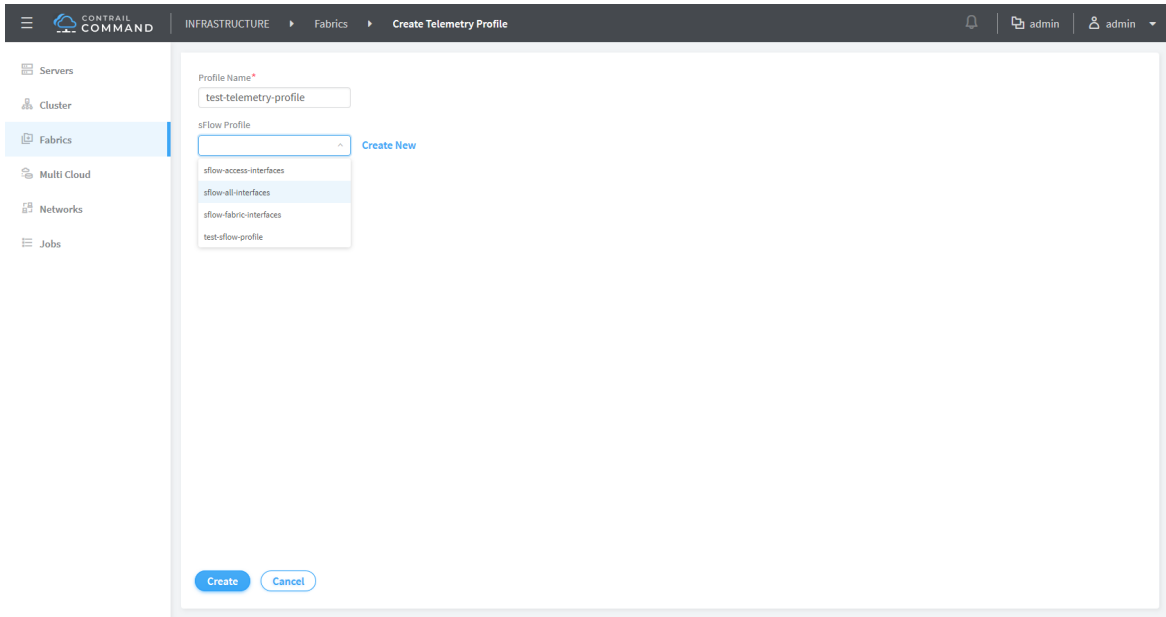 CONTRAIL
COMMAND
INFRASTRUCTURE Fabrics Create Telemetry Profile
admin admin
Servers
Cluster
Fabrics
Multi Cloud
Networks
Jobs
Profile Name*
test-telemetry-profile
sFlow Profile
Create New
sflow-access-interfaces
sflow-all-interfaces
sflow-fabric-interfaces
test-sflow-profile
Create Cancel